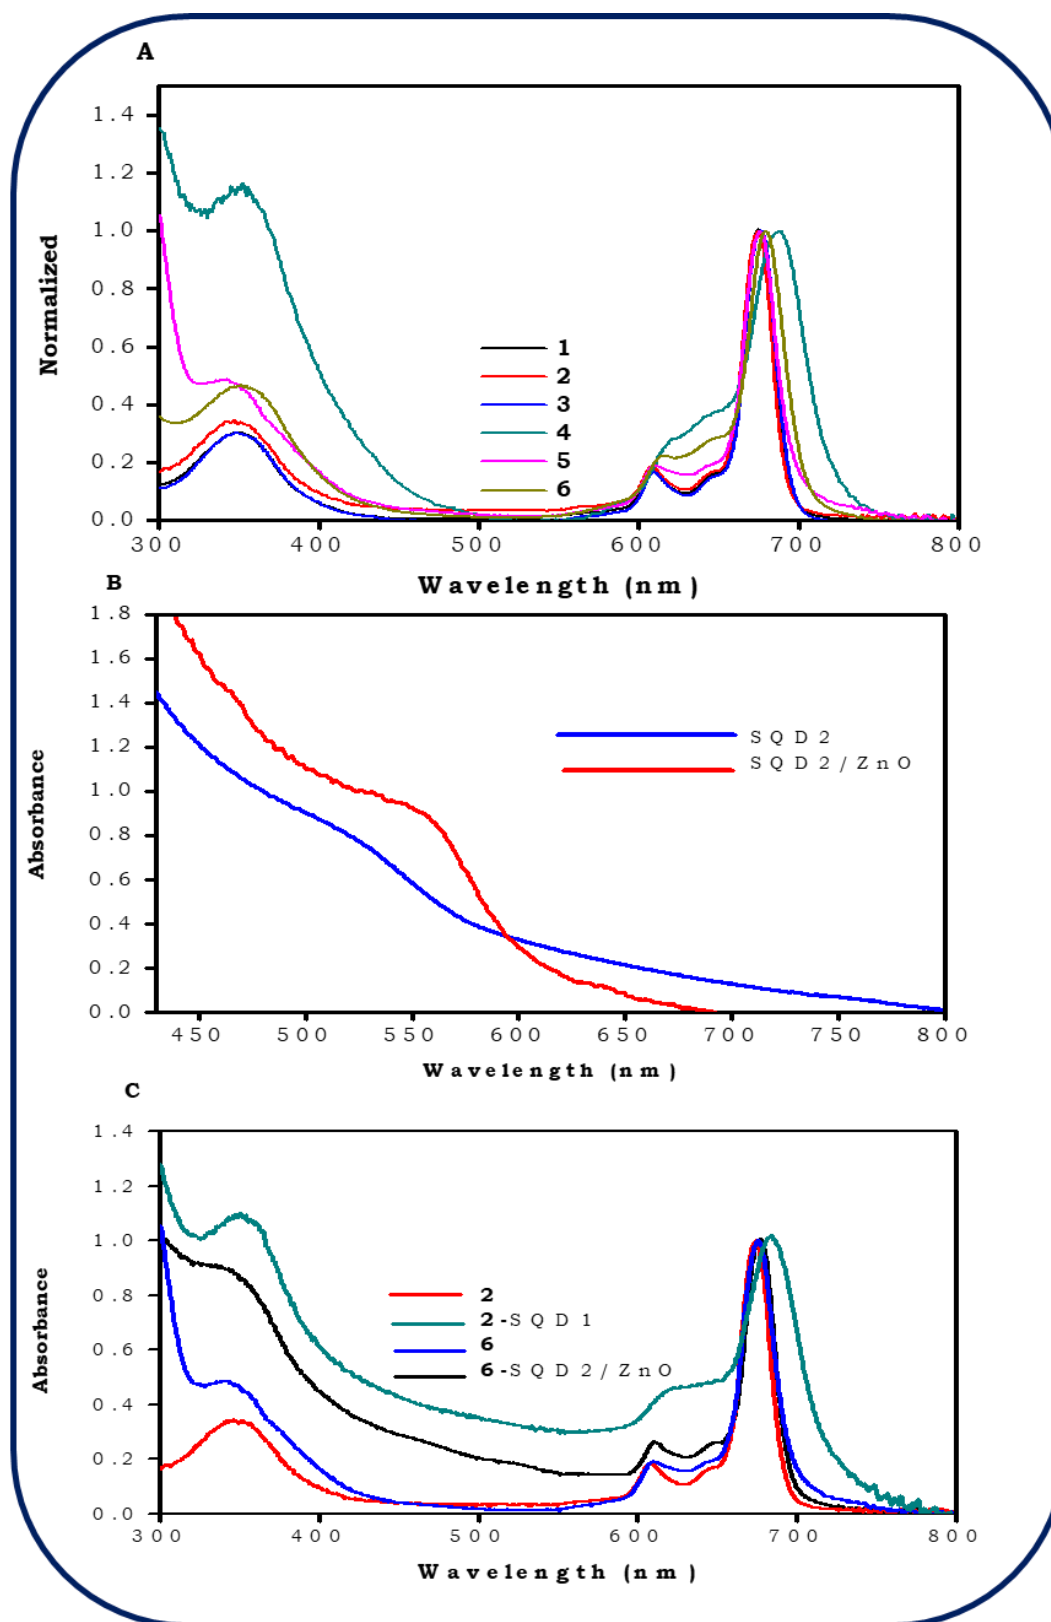 A
Normalized
1.4
1.2
1.0
0.8
0.6
0.4
0.2
0.0
1
2
3
4
5
6
300 400 500 600 700 800
Wavelength (nm)
B
Absorbance
1.8
1.6
1.4
1.2
1.0
0.8
0.6
0.4
0.2
0.0
SQD2
SQD2/ZnO
450 500 550 600 650 700 750 800
Wavelength (nm)
C
Absorbance
1.4
1.2
1.0
0.8
0.6
0.4
0.2
0.0
2
2-SQD1
6
6-SQD2/ZnO
300 400 500 600 700 800
Wavelength (nm)